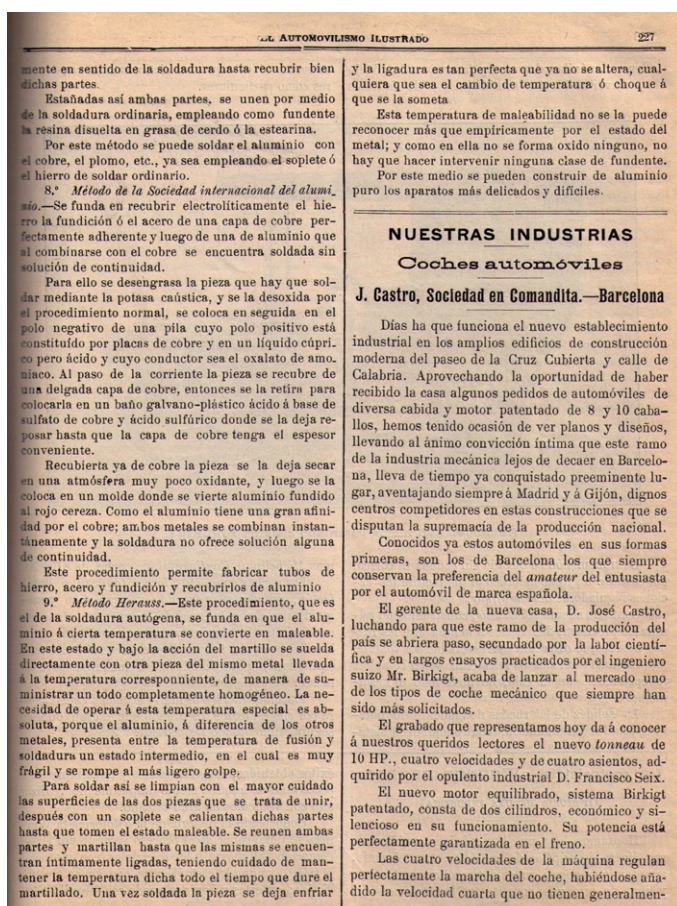 EL AUTOMOVILISMO ILUSTRADO
227
mente en sentido de la soldadura hasta recubrir bien
dichas partes.
Estañadas así ambas partes, se unen por medio
de la soldadura ordinaria, empleando como fundente
la resina disuelta en grasa de cerdo ó la estearina.
Por este método se puede soldar el aluminio con
el cobre, el plomo, etc., ya sea empleando el soplete ó
el hierro de soldar ordinario.
8.° Método de la Sociedad internacional del alumi-
nio.—Se funda en recubrir electrolíticamente el hie-
rro la fundición ó el acero de una capa de cobre per-
fectamente adherente y luego de una de aluminio que
al combinarse con el cobre se encuentra soldada sin
solución de continuidad.
Para ello se desengrasa la pieza que hay que sol-
dar mediante la potasa caústica, y se la desoxida por
el procedimiento normal, se coloca en seguida en el
polo negativo de una pila cuyo polo positivo está
constituído por placas de cobre y en un líquido cúpri-
co pero ácido y cuyo conductor sea el oxalato de amo.
niaco. Al paso de la corriente la pieza se recubre de
una delgada capa de cobre, entonces se la retira para
colocarla en un baño galvano-plástico ácido á base de
sulfato de cobre y ácido sulfúrico donde se la deja re-
posar hasta que la capa de cobre tenga el espesor
conveniente.
Recubierta ya de cobre la pieza se la deja secar
en una atmósfera muy poco oxidante, y luego se la
coloca en un molde donde se vierte aluminio fundido
al rojo cereza. Como el aluminio tiene una gran afini-
dad por el cobre; ambos metales se combinan instan-
táneamente y la soldadura no ofrece solución alguna
de continuidad.
Este procedimiento permite fabricar tubos de
hierro, acero y fundición y recubrirlos de aluminio
9.° Método Herauss.—Este procedimiento, que es
el de la soldadura autógena, se funda en que el alu-
minio á cierta temperatura se convierte en maleable.
En este estado y bajo la acción del martillo se suelda
directamente con otra pieza del mismo metal llevada
á la temperatura corresponniente, de manera de su-
ministrar un todo completamente homogéneo. La ne-
cesidad de operar á esta temperatura especial es ab-
soluta, porque el aluminio, á diferencia de los otros
metales, presenta entre la temperatura de fusión y
soldadura un estado intermedio, en el cual es muy
frágil y se rompe al más ligero golpe.
Para soldar así se limpian con el mayor cuidado
las superficies de las dos piezas que se trata de unir,
después con un soplete se calientan dichas partes
hasta que tomen el estado maleable. Se reunen ambas
partes y martillan hasta que las mismas se encuen-
tran íntimamente ligadas, teniendo cuidado de man-
tener la temperatura dicha todo el tiempo que dure el
martillado. Una vez soldada la pieza se deja enfriar
y la ligadura es tan perfecta que ya no se altera, cual-
quiera que sea el cambio de temperatura ó choque á
que se la someta
Esta temperatura de maleabilidad no se la puede
reconocer más que empíricamente por el estado del
metal; y como en ella no se forma oxido ninguno, no
hay que hacer intervenir ninguna clase de fundente.
Por este medio se pueden construir de aluminio
puro los aparatos más delicados y difíciles.
NUESTRAS INDUSTRIAS
Coches automóviles
J. Castro, Sociedad en Comandita.—Barcelona
Días ha que funciona el nuevo establecimiento
industrial en los amplios edificios de construcción
moderna del paseo de la Cruz Cubierta y calle de
Calabria. Aprovechando la oportunidad de haber
recibido la casa algunos pedidos de automóviles de
diversa cabida y motor patentado de 8 y 10 caba-
llos, hemos tenido ocasión de ver planos y diseños,
llevando al ánimo convicción íntima que este ramo
de la industria mecánica lejos de decaer en Barcelo-
na, lleva de tiempo ya conquistado preeminente lu-
gar, aventajando siempre á Madrid y á Gijón, dignos
centros competidores en estas construcciones que se
disputan la supremacía de la producción nacional.
Conocidos ya estos automóviles en sus formas
primeras, son los de Barcelona los que siempre
conservan la preferencia del amateur del entusiasta
por el automóvil de marca española.
El gerente de la nueva casa, D. José Castro,
luchando para que este ramo de la producción del
país se abriera paso, secundado por la labor cientí-
fica y en largos ensayos practicados por el ingeniero
suizo Mr. Birkigt, acaba de lanzar al mercado uno
de los tipos de coche mecánico que siempre han
sido más solicitados.
El grabado que representamos hoy da á conocer
á nuestros queridos lectores el nuevo tonneau de
10 HP., cuatro velocidades y de cuatro asientos, ad-
quirido por el opulento industrial D. Francisco Seix.
El nuevo motor equilibrado, sistema Birkigt
patentado, consta de dos cilindros, económico y si-
lencioso en su funcionamiento. Su potencia está
perfectamente garantizada en el freno.
Las cuatro velocidades de la máquina regulan
perfectamente la marcha del coche, habiéndose aña-
dido la velocidad cuarta que no tienen generalmen-